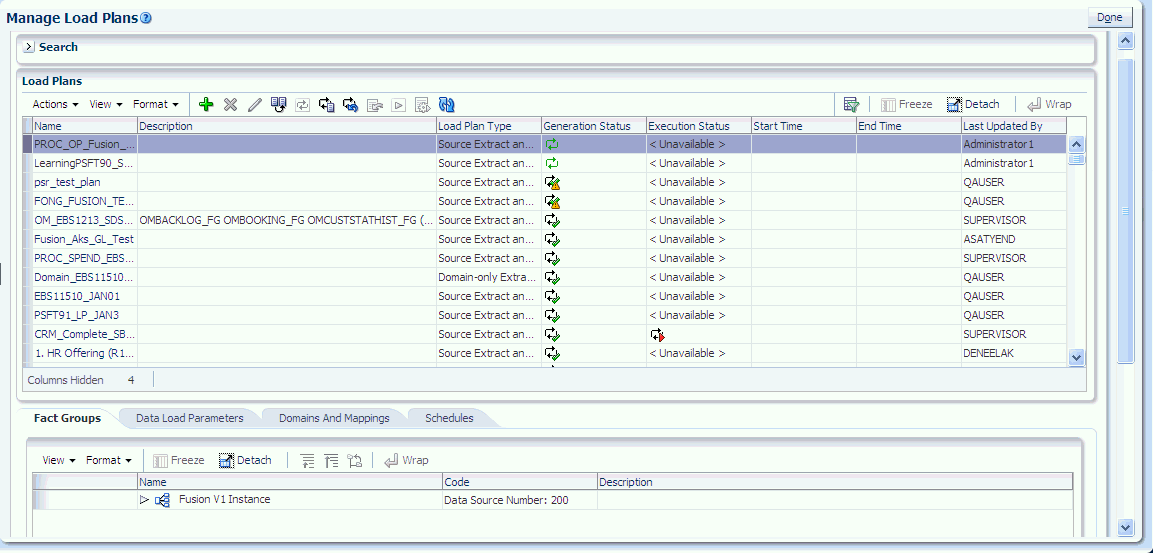 Manage Load Plans Done
Search
Load Plans
Actions View Format Freeze Detach Wrap
Name Description Load Plan Type Generation Status Execution Status Start Time End Time Last Updated By
PROC_OP_Fusion_... Source Extract an... < Unavailable > Administrator1
LearningPSFT90_S... Source Extract an... < Unavailable > Administrator1
psr_test_plan Source Extract an... < Unavailable > QAUSER
FONG_FUSION_TE... Source Extract an... < Unavailable > QAUSER
OM_EBS1213_SDS... OMBACKLOG_FG OMBOOKING_FG OMCUSTSTATHIST_FG (... Source Extract an... < Unavailable > SUPERVISOR
Fusion_Aks_GL_Test Source Extract an... < Unavailable > ASATYEND
PROC_SPEND_EBS... Source Extract an... < Unavailable > SUPERVISOR
Domain_EBS11510... Domain-only Extra... < Unavailable > QAUSER
EBS11510_JAN01 Source Extract an... < Unavailable > QAUSER
PSFT91_LP_JAN3 Source Extract an... < Unavailable > QAUSER
CRM_Complete_SB... Source Extract an... SUPERVISOR
1. HR Offering (R1... Source Extract an... < Unavailable > DENEELAK
Columns Hidden 4
Fact Groups Data Load Parameters Domains And Mappings Schedules
View Format Freeze Detach Wrap
Name Code Description
Fusion V1 Instance Data Source Number: 200